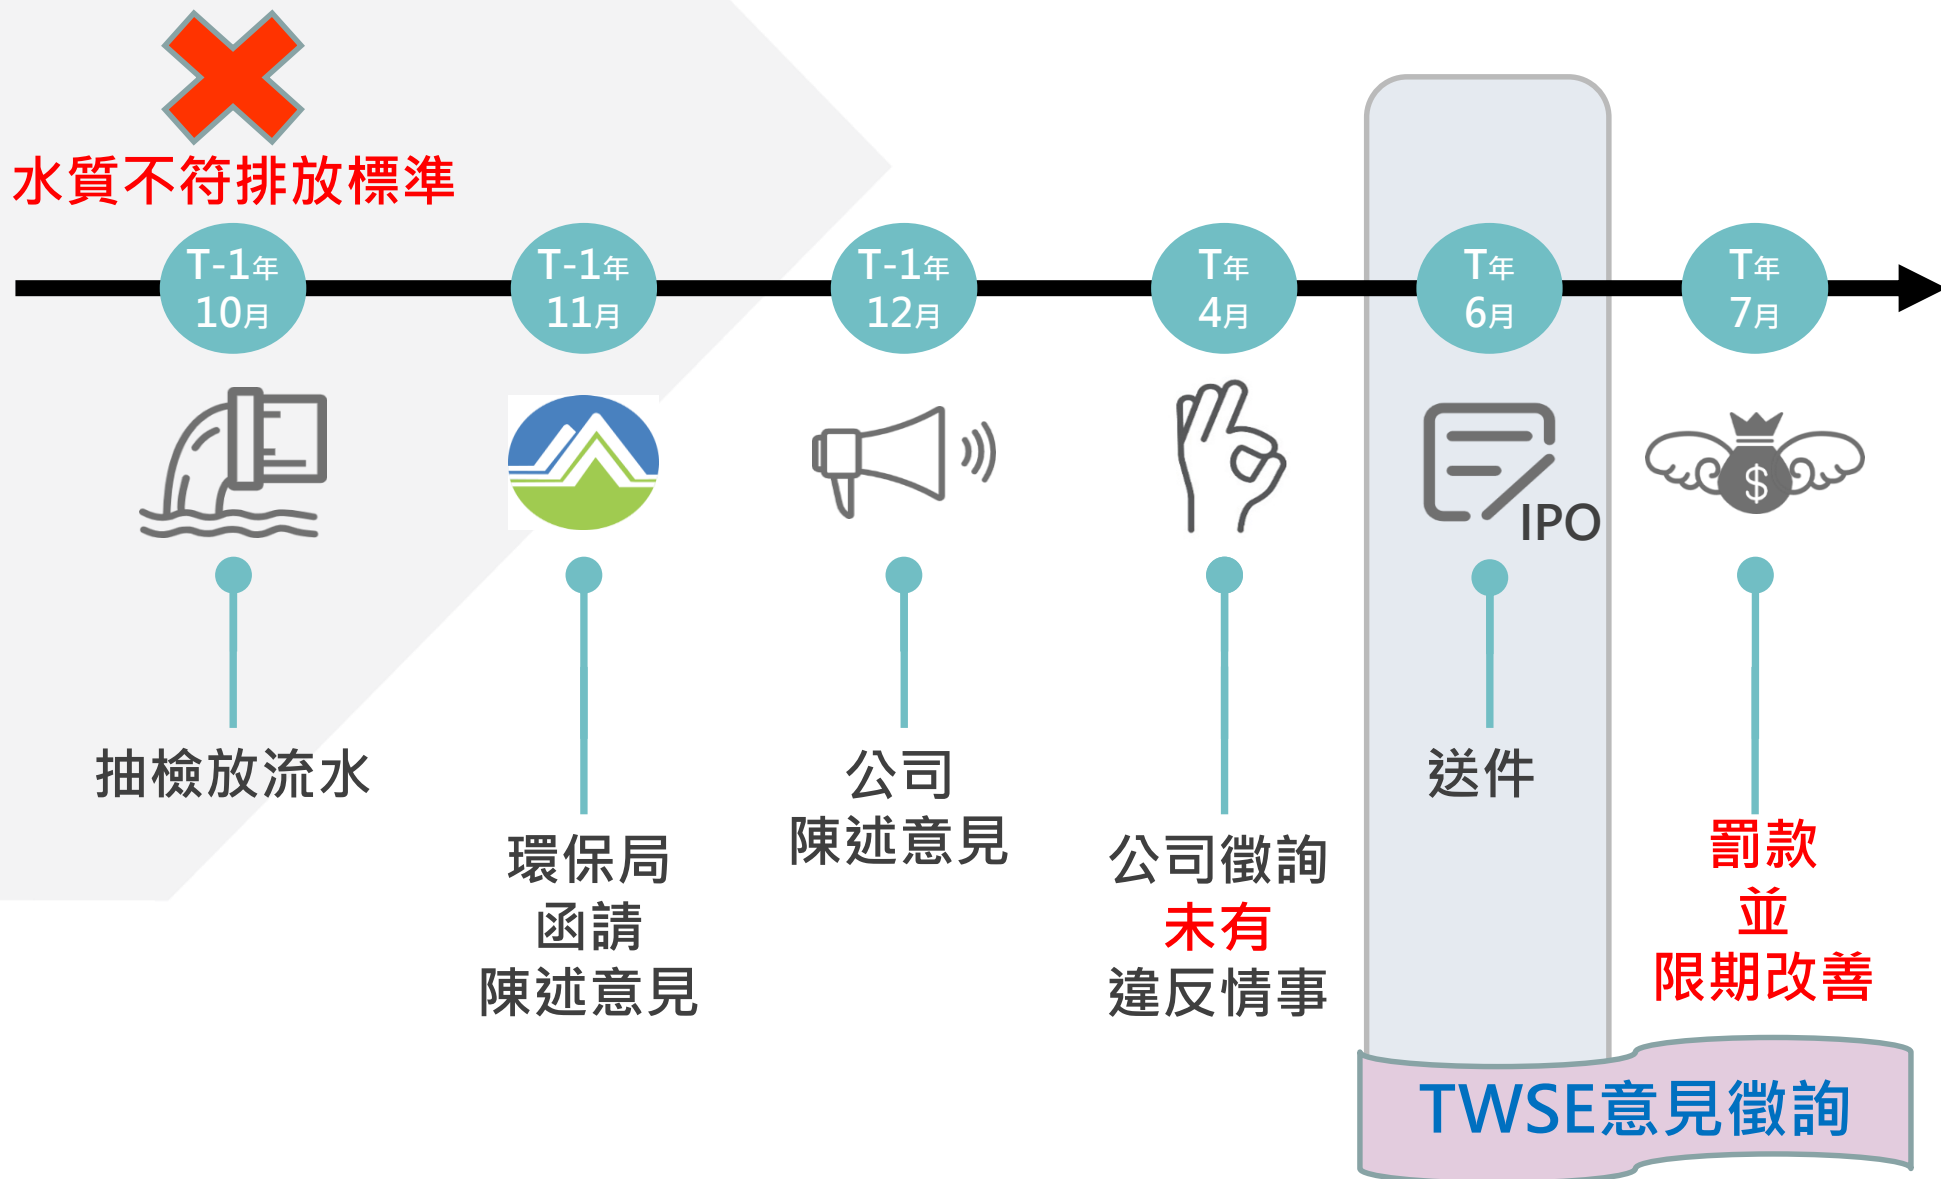 水質不符排放標準
T-1年
10月
T-1年
11月
T-1年
12月
T年
4月
T年
6月
T年
7月
IPO
$
抽檢放流水
環保局
函請
陳述意見
公司
陳述意見
公司徵詢
未有
違反情事
送件
罰款
並
限期改善
TWSE意見徵詢